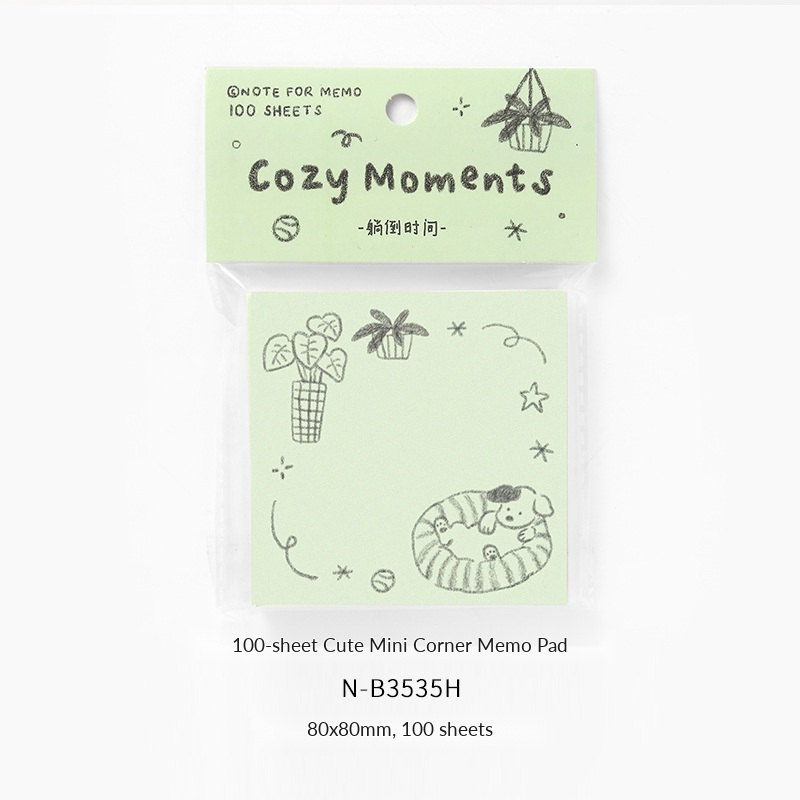 ©NOTE FOR MEMO
100 SHEETS
Cozy Moments
-躺倒时间-
100-sheet Cute Mini Corner Memo Pad
N-B3535H
80x80mm, 100 sheets